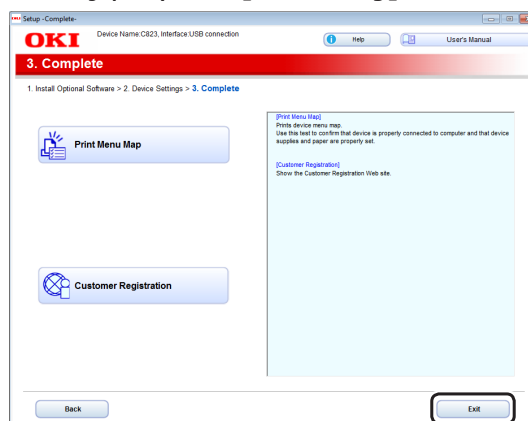 Setup -Complete-
OKI
Device Name:C823, Interface:USB connection
Help
User's Manual
3. Complete
1. Install Optional Software > 2. Device Settings > 3. Complete
Print Menu Map
[Print Menu Map]
Prints device menu map.
Use this test to confirm that device is properly connected to computer and that device
supplies and paper are properly set.
[Customer Registration]
Show the Customer Registration Web site.
Customer Registration
Back
Exit